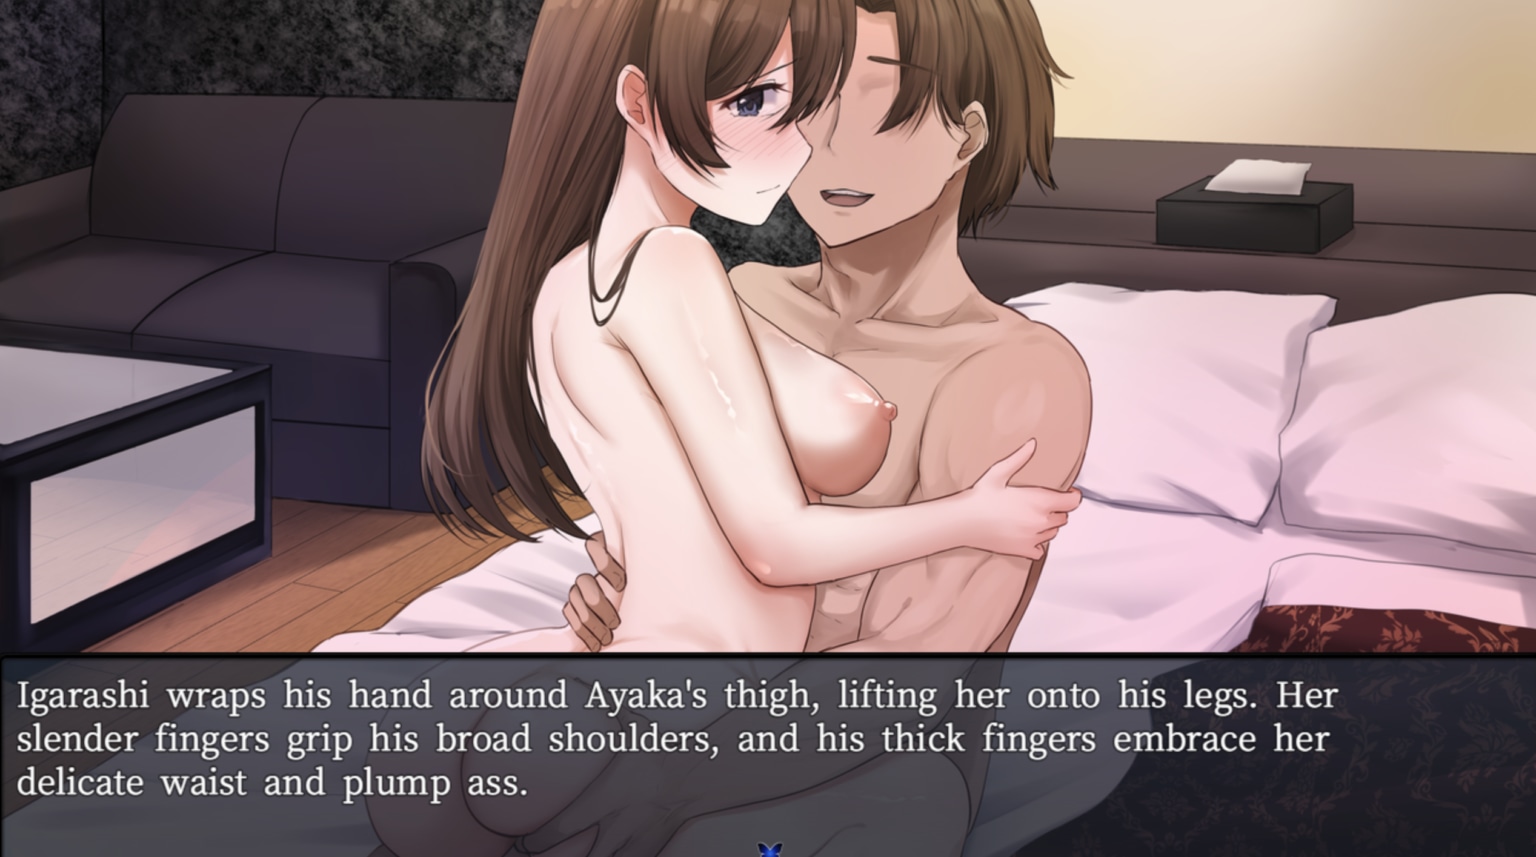 Igarashi wraps his hand around Ayaka's thigh, lifting her onto his legs. Her
slender fingers grip his broad shoulders, and his thick fingers embrace her
delicate waist and plump ass.